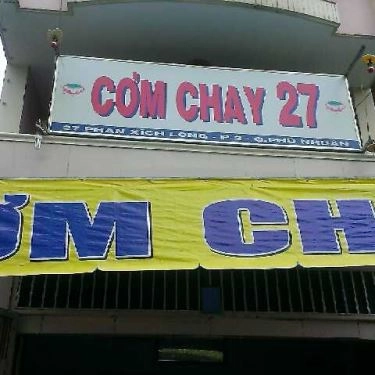 CƠM CHAY 27
27 PHAN XÍCH LONG - P 2 - Q.PHÚ NHUẬN
ƠM CH